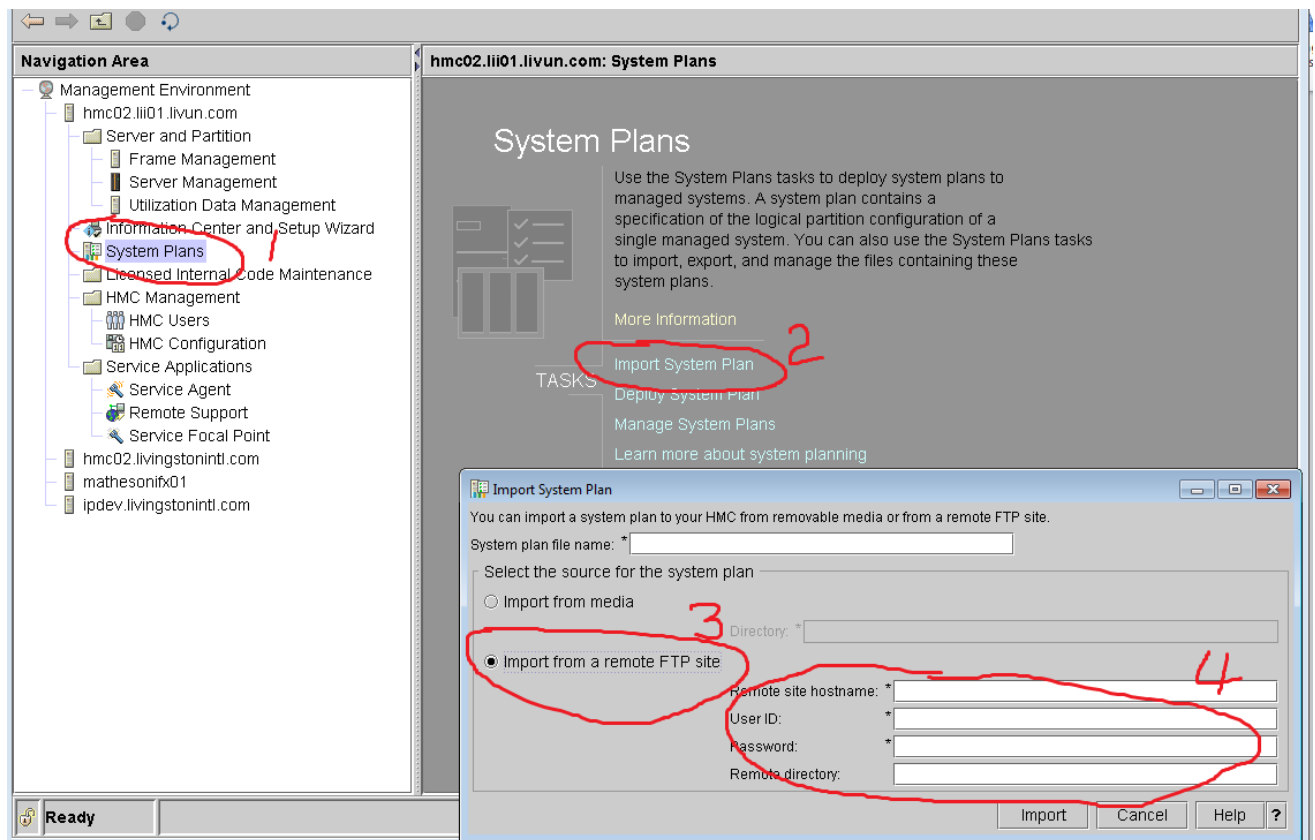 Navigation Area
Management Environment
hmc02.lii01.livun.com
Server and Partition
Frame Management
Server Management
Utilization Data Management
Information Center and Setup Wizard
System Plans
1
Licensed Internal Code Maintenance
HMC Management
HMC Users
HMC Configuration
Service Applications
Service Agent
Remote Support
Service Focal Point
hmc02.livingstonintl.com
mathesonifx01
ipdev.livingstonintl.com
Ready
hmc02.lii01.livun.com: System Plans
System Plans
Use the System Plans tasks to deploy system plans to
managed systems. A system plan contains a
specification of the logical partition configuration of a
single managed system. You can also use the System Plans tasks
to import, export, and manage the files containing these
system plans.
More Information
2
TASKS
Import System Plan
Deploy System Plan
Manage System Plans
Learn more about system planning
Import System Plan
You can import a system plan to your HMC from removable media or from a remote FTP site.
System plan file name: *
Select the source for the system plan
Import from media
3
Directory: *
Import from a remote FTP site
4
Remote site hostname: *
User ID: *
Password: *
Remote directory:
Import Cancel Help ?